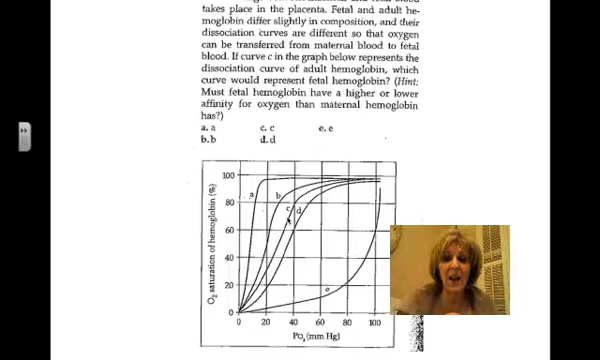 takes place in the placenta. Fetal and adult he-
moglobin differ slightly in composition, and their
dissociation curves are different so that oxygen
can be transferred from maternal blood to fetal
blood. If curve c in the graph below represents the
dissociation curve of adult hemoglobin, which
curve would represent fetal hemoglobin? (Hint:
Must fetal hemoglobin have a higher or lower
affinity for oxygen than maternal hemoglobin
has?)
a. a c. c e. e
b. b d. d
O₂ saturation of hemoglobin (%)
100
80
60
40
20
0
a b c d e
0 20 40 60 80 100
Po₂ (mm Hg)